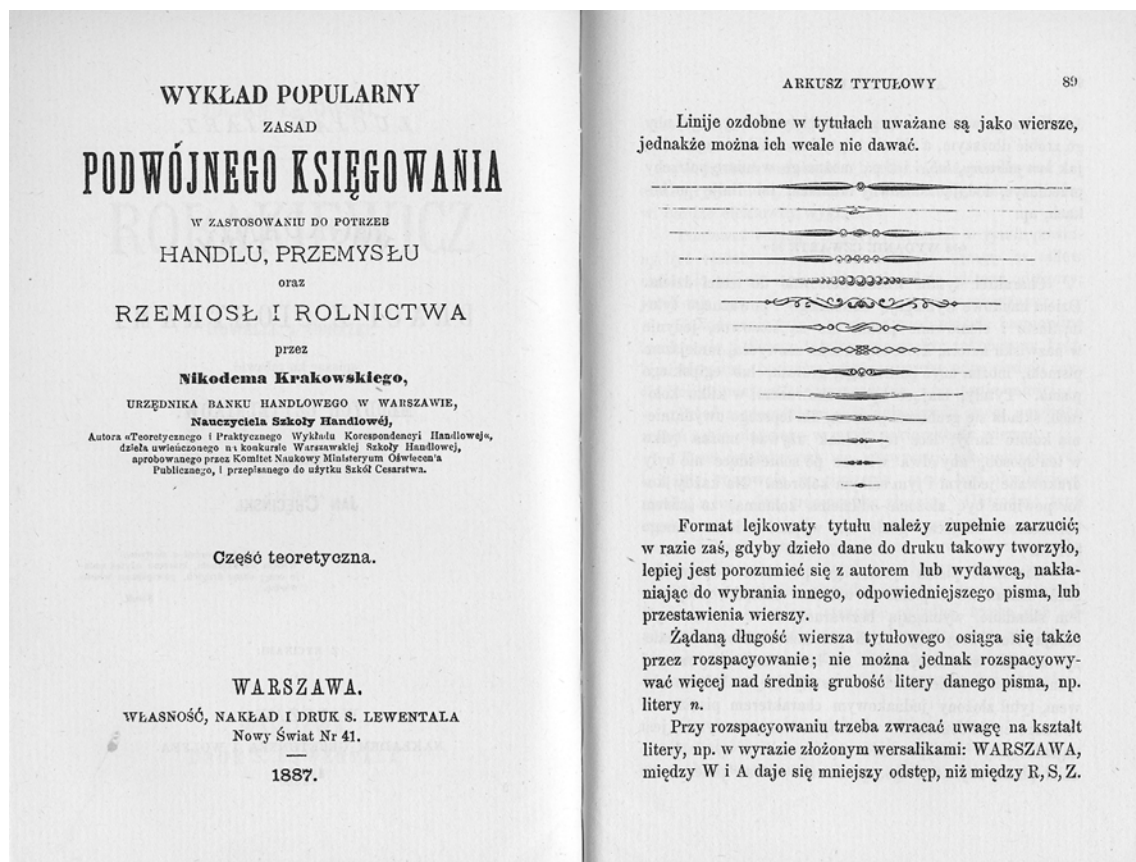 WYKŁAD POPULARNY
ZASAD
PODWÓJNEGO KSIĘGOWANIA
W ZASTOSOWANIU DO POTRZEB
HANDLU, PRZEMYSŁU
oraz
RZEMIOSŁ I ROLNICTWA
przez
Nikodema Krakowskiego,
URZĘDNIKA BANKU HANDLOWEGO W WARSZAWIE,
Nauczyciela Szkoły Handlowéj,
Autora «Teoretycznego i Praktycznego Wykładu Korespondencyi Handlowej«,
dzieła uwieńczonego na konkursie Warszawskiej Szkoły Handlowej,
aprobowanego przez Komitet Naukowy Ministeryum Oświecen'a
Publicznego, i przepisanego do użytku Szkół Cesarstwa.
Część teoretyczna.
WARSZAWA.
WŁASNOŚĆ, NAKŁAD I DRUK S. LEWENTALA
Nowy Świat Nr 41.
1887.
ARKUSZ TYTUŁOWY 89
Linije ozdobne w tytułach uważane są jako wiersze,
jednakże można ich wcale nie dawać.
Format lejkowaty tytułu należy zupełnie zarzucić;
w razie zaś, gdyby dzieło dane do druku takowy tworzyło,
lepiej jest porozumieć się z autorem lub wydawcą, nakła-
niając do wybrania innego, odpowiedniejszego pisma, lub
przestawienia wierszy.
Żądaną długość wiersza tytułowego osiąga się także
przez rozspacyowanie; nie można jednak rozspacyowy-
wać więcej nad średnią grubość litery danego pisma, np.
litery n.
Przy rozspacyowaniu trzeba zwracać uwagę na kształt
litery, np. w wyrazie złożonym wersalikami: WARSZAWA,
między W i A daje się mniejszy odstęp, niż między R, S, Z.